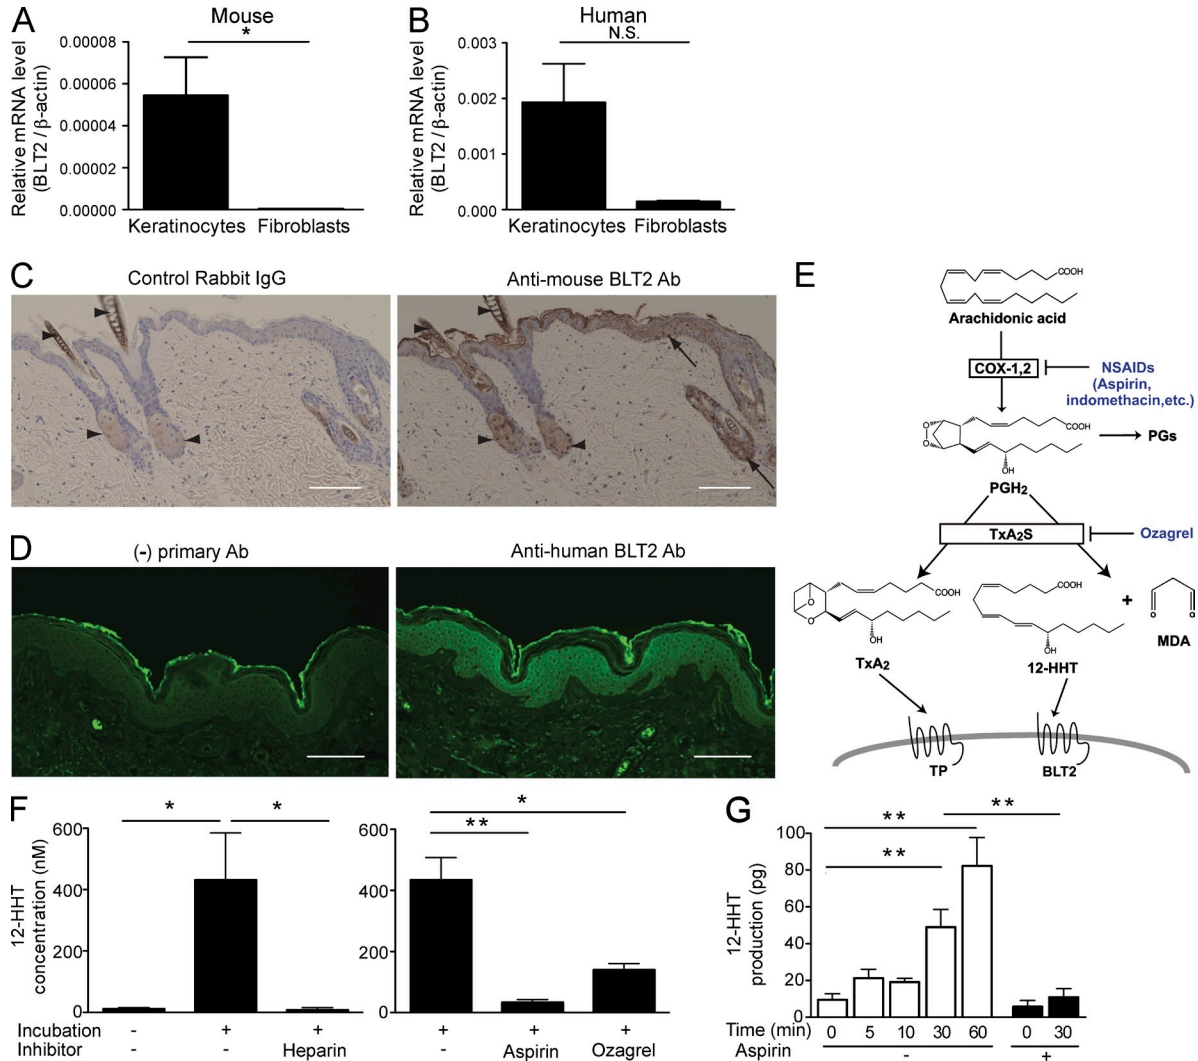 A
Mouse
*
Relative mRNA level
(BLT2 / β-actin)
0.00008
0.00006
0.00004
0.00002
0.00000
Keratinocytes Fibroblasts
B
Human
N.S.
Relative mRNA level
(BLT2 / β-actin)
0.003
0.002
0.001
0.000
Keratinocytes Fibroblasts
C
Control Rabbit IgG
Anti-mouse BLT2 Ab
D
(-) primary Ab
Anti-human BLT2 Ab
E
COOH
Arachidonic acid
COX-1,2
NSAIDs
(Aspirin,
indomethacin,etc.)
O
O
COOH
OH
PGs
PGH2
TxA2S
Ozagrel
O
O
COOH
OH
TxA2
COOH
OH
12-HHT
+
O O
MDA
TP
BLT2
F
12-HHT
concentration (nM)
600
400
200
0
* *
Incubation - + +
Inhibitor - - Heparin
600
400
200
0
*
**
+ + +
- Aspirin Ozagrel
G
12-HHT
production (pg)
100
80
60
40
20
0
** **
**
Time (min) 0 5 10 30 60 0 30
Aspirin - +